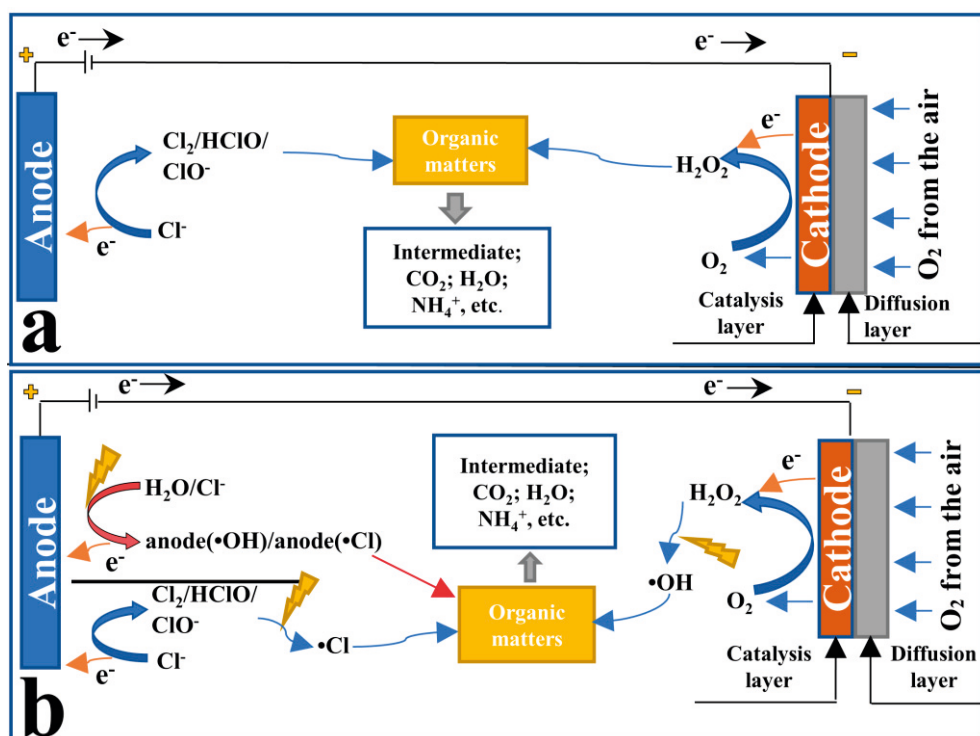 e⁻
e⁻
+
−
Anode
Cl₂/HClO/
ClO⁻
Cl⁻
e⁻
Organic
matters
Intermediate;
CO₂; H₂O;
NH₄⁺, etc.
H₂O₂
e⁻
O₂
Cathode
O₂ from the air
Catalysis
layer
Diffusion
layer
a
e⁻
e⁻
+
−
Anode
H₂O/Cl⁻
e⁻
anode(•OH)/anode(•Cl)
Cl₂/HClO/
ClO⁻
Cl⁻
e⁻
•Cl
Intermediate;
CO₂; H₂O;
NH₄⁺, etc.
Organic
matters
H₂O₂
e⁻
•OH
O₂
Cathode
O₂ from the air
Catalysis
layer
Diffusion
layer
b